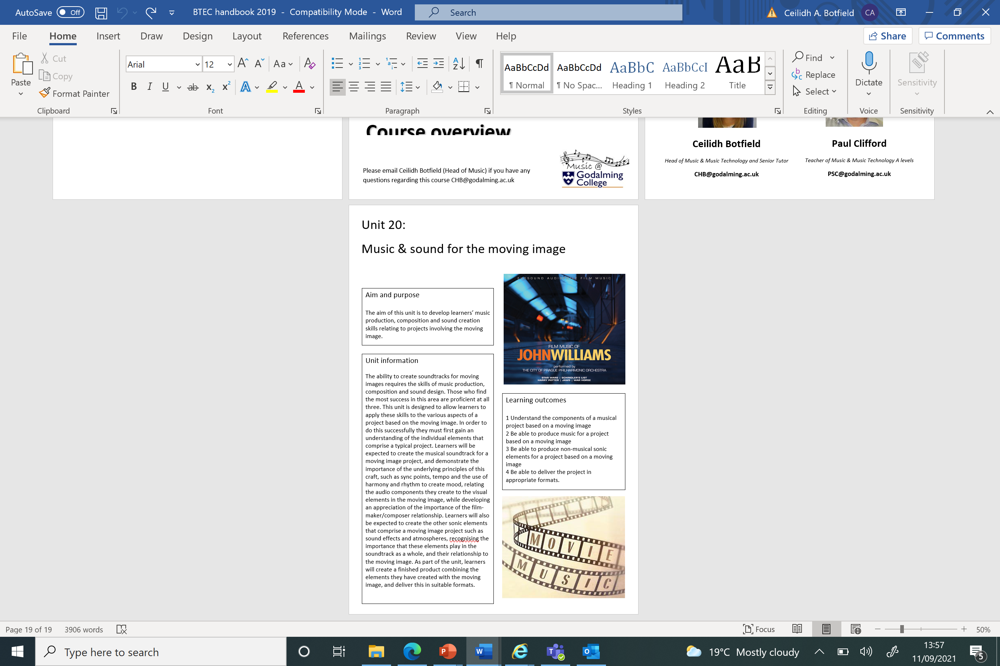 AutoSave Off BTEC handbook 2019 - Compatibility Mode - Word Search Ceilidh A. Botfield CA
File Home Insert Draw Design Layout References Mailings Review View Help Share Comments
Paste
Cut
Copy
Format Painter
Clipboard
Arial 12
Font
Paragraph
AaBbCcDd AaBbCcDd AaBbC AaBbCcI AaB
¶ Normal ¶ No Spac... Heading 1 Heading 2 Title
Styles
Find
Replace
Select
Editing
Dictate
Voice
Sensitivity
Sensitivity
Course overview
Please email Ceilidh Botfield (Head of Music) if you have any
questions regarding this course CHB@godalming.ac.uk
Music @
Godalming
College
Ceilidh Botfield
Head of Music & Music Technology and Senior Tutor
CHB@godalming.ac.uk
Paul Clifford
Teacher of Music & Music Technology A levels
PSC@godalming.ac.uk
Unit 20:
Music & sound for the moving image
Aim and purpose
The aim of this unit is to develop learners’ music
production, composition and sound creation
skills relating to projects involving the moving
image.
Unit information
The ability to create soundtracks for moving
images requires the skills of music production,
composition and sound design. Those who find
the most success in this area are proficient at all
three. This unit is designed to allow learners to
apply these skills to the various aspects of a
project based on the moving image. In order to
do this successfully they must first gain an
understanding of the individual elements that
comprise a typical project. Learners will be
expected to create the musical soundtrack for a
moving image project, and demonstrate the
importance of the underlying principles of this
craft, such as sync points, tempo and the use of
harmony and rhythm to create mood, relating
the audio components they create to the visual
elements in the moving image, while developing
an appreciation of the importance of the film-
maker/composer relationship. Learners will also
be expected to create the other sonic elements
that comprise a moving image project such as
sound effects and atmospheres, recognising the
importance that these elements play in the
soundtrack as a whole, and their relationship to
the moving image. As part of the unit, learners
will create a finished product combining the
elements they have created with the moving
image, and deliver this in suitable formats.
EVOSOUND AUDIOPHILE FILM MUSIC
FILM MUSIC OF
JOHNWILLIAMS
performed by
THE CITY OF PRAGUE PHILHARMONIC ORCHESTRA
STAR WARS | SCHINDLER'S LIST
HARRY POTTER | JAWS | WAR HORSE
Learning outcomes
1 Understand the components of a musical
project based on a moving image
2 Be able to produce music for a project
based on a moving image
3 Be able to produce non-musical sonic
elements for a project based on a moving
image
4 Be able to deliver the project in
appropriate formats.
MOVIE
MUSIC
Page 19 of 19 3906 words Focus 50%
Type here to search 19°C Mostly cloudy 13:57
11/09/2021 5